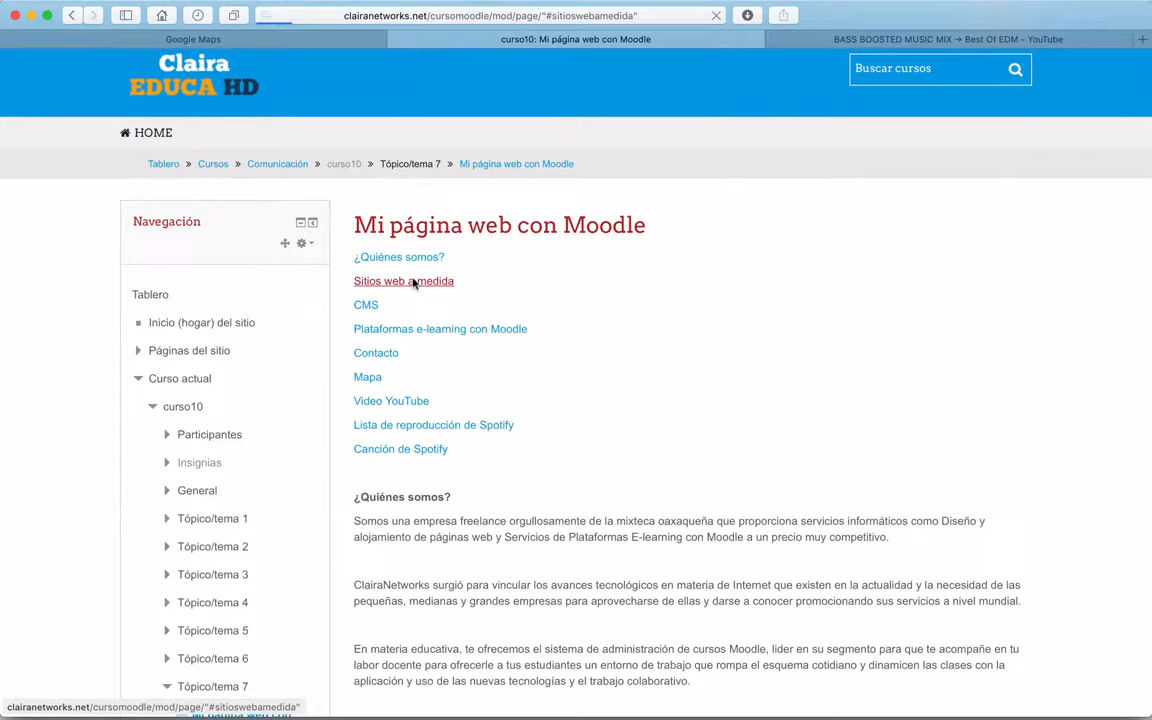 clairanetworks.net/cursomoodle/mod/page/"#sitioswebamedida"
Google Maps
curso10: Mi página web con Moodle
BASS BOOSTED MUSIC MIX → Best Of EDM - YouTube
Claira
EDUCA HD
Buscar cursos
HOME
Tablero » Cursos » Comunicación » curso10 » Tópico/tema 7 » Mi página web con Moodle
Navegación
Tablero
Inicio (hogar) del sitio
Páginas del sitio
Curso actual
curso10
Participantes
Insignias
General
Tópico/tema 1
Tópico/tema 2
Tópico/tema 3
Tópico/tema 4
Tópico/tema 5
Tópico/tema 6
Tópico/tema 7
Mi página web con
Mi página web con Moodle
¿Quiénes somos?
Sitios web a medida
CMS
Plataformas e-learning con Moodle
Contacto
Mapa
Video YouTube
Lista de reproducción de Spotify
Canción de Spotify
¿Quiénes somos?
Somos una empresa freelance orgullosamente de la mixteca oaxaqueña que proporciona servicios informáticos como Diseño y
alojamiento de páginas web y Servicios de Plataformas E-learning con Moodle a un precio muy competitivo.
ClairaNetworks surgió para vincular los avances tecnológicos en materia de Internet que existen en la actualidad y la necesidad de las
pequeñas, medianas y grandes empresas para aprovecharse de ellas y darse a conocer promocionando sus servicios a nivel mundial.
En materia educativa, te ofrecemos el sistema de administración de cursos Moodle, lider en su segmento para que te acompañe en tu
labor docente para ofrecerle a tus estudiantes un entorno de trabajo que rompa el esquema cotidiano y dinamicen las clases con la
aplicación y uso de las nuevas tecnologías y el trabajo colaborativo.
clairanetworks.net/cursomoodle/mod/page/"#sitioswebamedida"